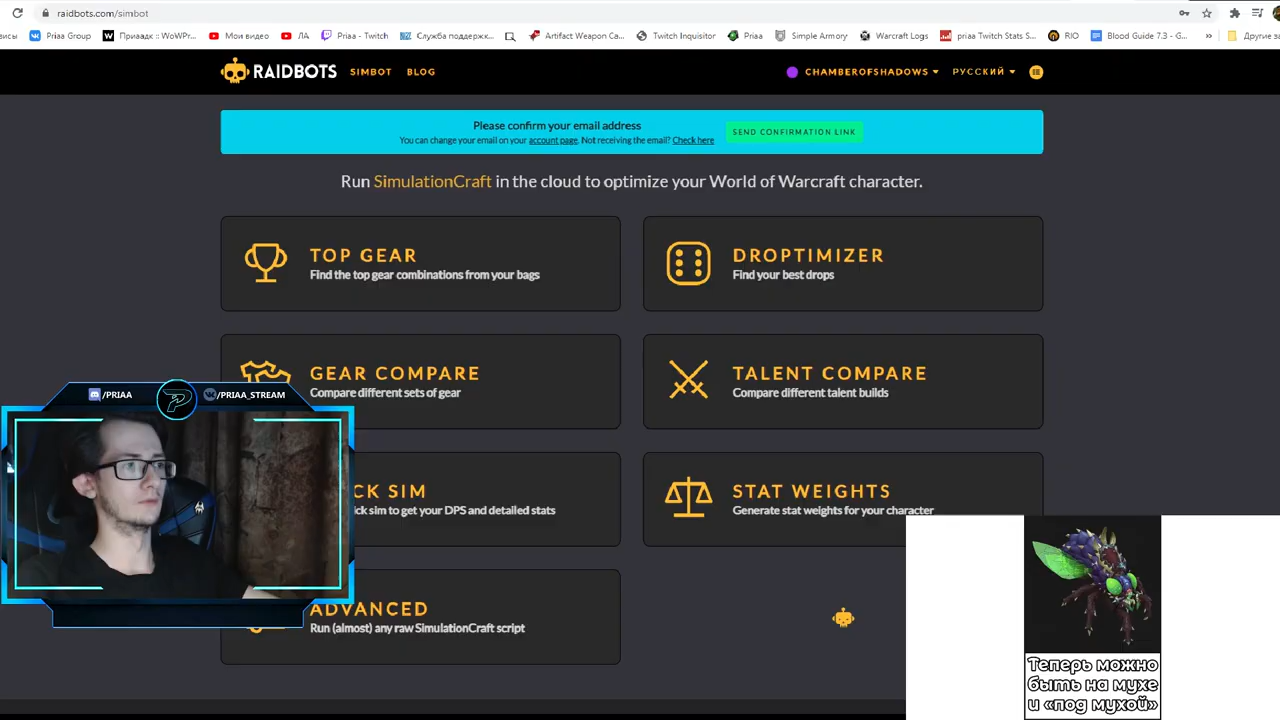 raidbots.com/simbot
Priaa Group
Приаадк :: WoWPr...
Мои видео
ЛА
Priaa - Twitch
Служба поддержк...
Artifact Weapon Ca...
Twitch Inquisitor
Priaa
Simple Armory
Warcraft Logs
priaa Twitch Stats S...
RIO
Blood Guide 7.3 - G...
»
RAIDBOTS
SIMBOT
BLOG
CHAMBEROFSHADOWS
РУССКИЙ
Please confirm your email address
You can change your email on your account page. Not receiving the email? Check here
SEND CONFIRMATION LINK
Run SimulationCraft in the cloud to optimize your World of Warcraft character.
TOP GEAR
Find the top gear combinations from your bags
DROPTIMIZER
Find your best drops
GEAR COMPARE
Compare different sets of gear
TALENT COMPARE
Compare different talent builds
CK SIM
ick sim to get your DPS and detailed stats
STAT WEIGHTS
Generate stat weights for your character
ADVANCED
Run (almost) any raw SimulationCraft script
/PRIAA
/PRIAA_STREAM
Теперь можно
быть на мухе
и «под мухой»